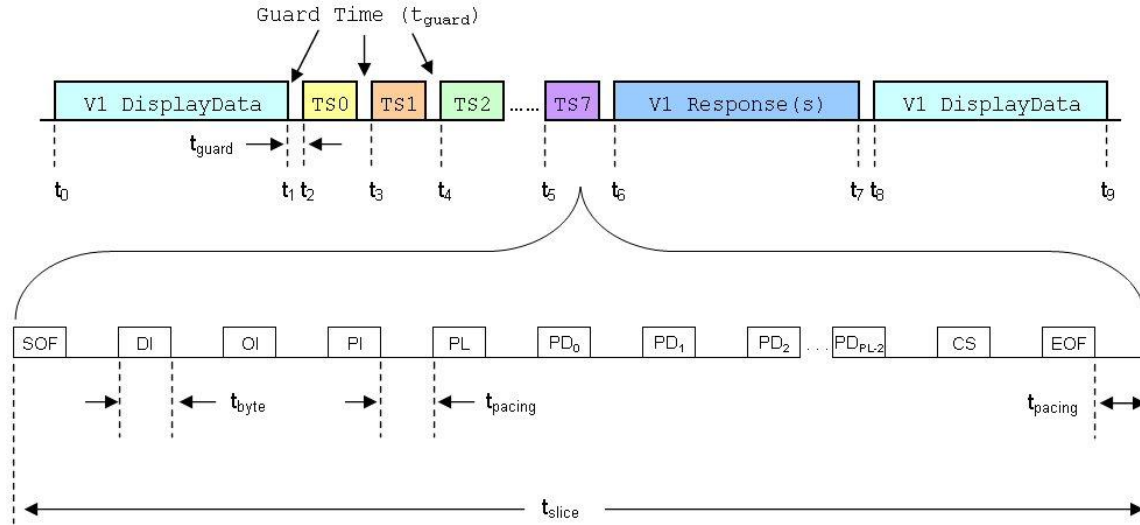 Guard Time (tguard)
V1 DisplayData TS0 TS1 TS2 ...... TS7 V1 Response(s) V1 DisplayData
tguard
t0 t1 t2 t3 t4 t5 t6 t7 t8 t9
SOF DI OI PI PL PD0 PD1 PD2 ... PDPL-2 CS EOF
tbyte tpacing tpacing
tslice